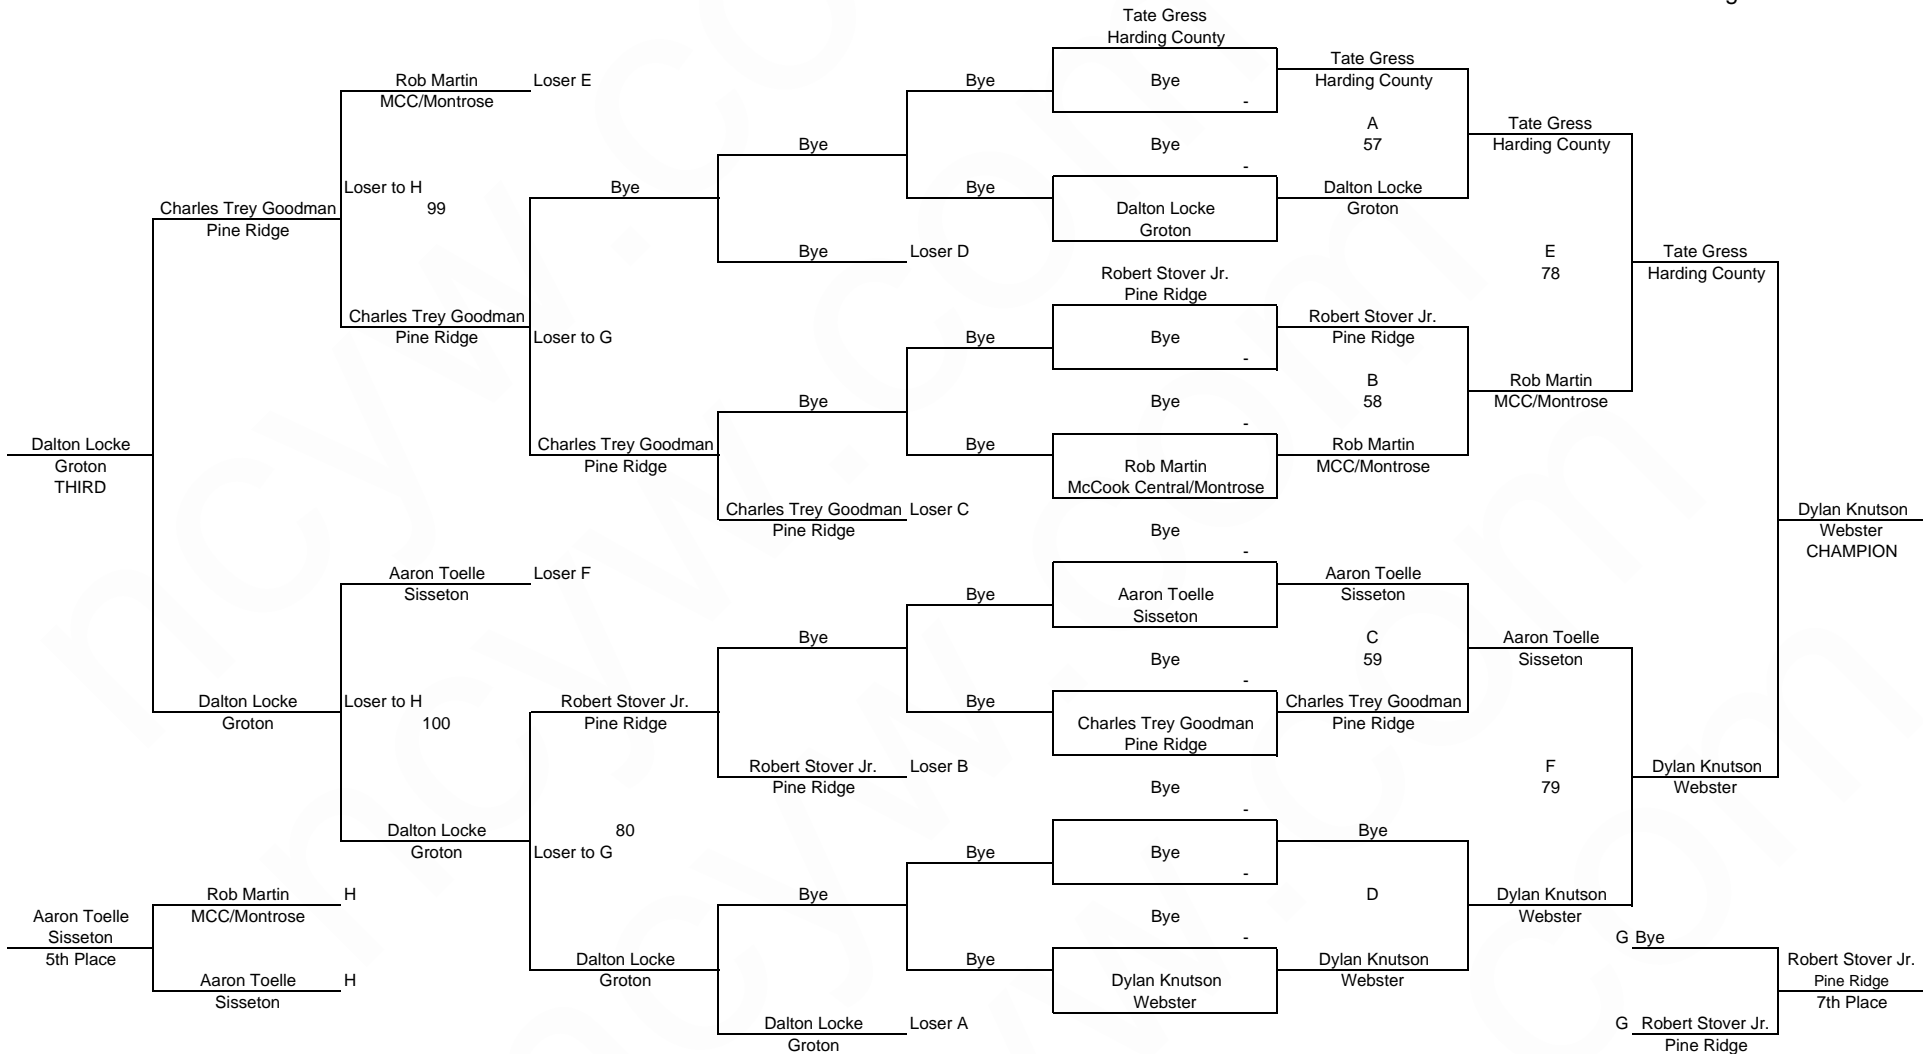 Tate Gress
Harding County
Rob Martin Loser E Bye Bye Tate Gress
MCC/Montrose Harding County
-
A Tate Gress
Bye Bye 57 Harding County
-
Loser to H Bye Bye Dalton Locke
Charles Trey Goodman 99 Dalton Locke Groton
Pine Ridge Groton
Bye Loser D E Tate Gress
Robert Stover Jr. 78 Harding County
Pine Ridge
Charles Trey Goodman Robert Stover Jr.
Pine Ridge Loser to G Bye Bye Pine Ridge
-
B Rob Martin
Bye Bye 58 MCC/Montrose
-
Dalton Locke Charles Trey Goodman Bye Rob Martin
Groton Pine Ridge Rob Martin MCC/Montrose
THIRD McCook Central/Montrose
Charles Trey Goodman Loser C Dylan Knutson
Pine Ridge Bye Webster
- CHAMPION
Aaron Toelle Loser F Aaron Toelle
Sisseton Bye Aaron Toelle Sisseton
Sisseton
Bye C Aaron Toelle
Bye 59 Sisseton
-
Dalton Locke Loser to H Robert Stover Jr. Bye Charles Trey Goodman
Groton 100 Pine Ridge Charles Trey Goodman Pine Ridge
Pine Ridge
Robert Stover Jr. Loser B F Dylan Knutson
Pine Ridge Bye 79 Webster
-
Dalton Locke 80 Bye
Groton Loser to G Bye Bye
-
Rob Martin H Bye D Dylan Knutson
Aaron Toelle MCC/Montrose Bye Webster
Sisseton - G Bye
5th Place Dalton Locke Bye Dylan Knutson Robert Stover Jr.
Aaron Toelle H Groton Dylan Knutson Webster Pine Ridge
Sisseton Webster 7th Place
Dalton Locke Loser A G Robert Stover Jr.
Groton Pine Ridge